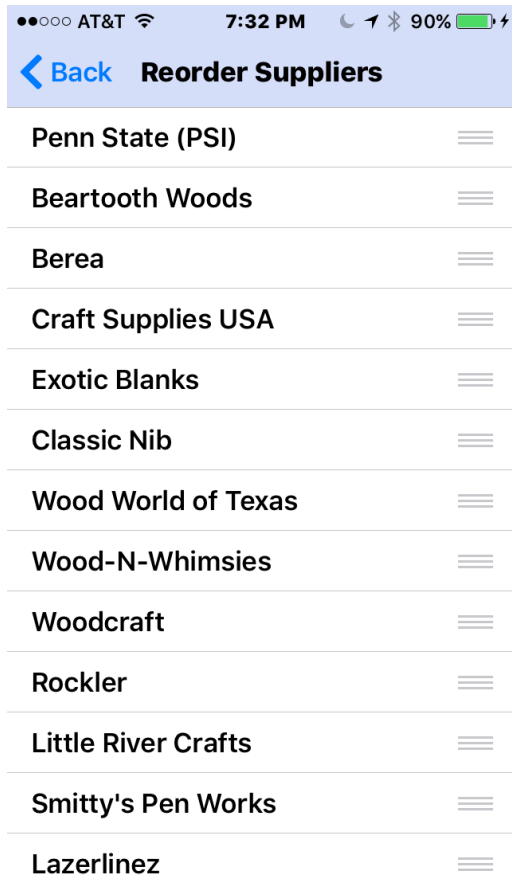 AT&T 7:32 PM 90%
Back Reorder Suppliers
Penn State (PSI)
Beartooth Woods
Berea
Craft Supplies USA
Exotic Blanks
Classic Nib
Wood World of Texas
Wood-N-Whimsies
Woodcraft
Rockler
Little River Crafts
Smitty's Pen Works
Lazerlinez